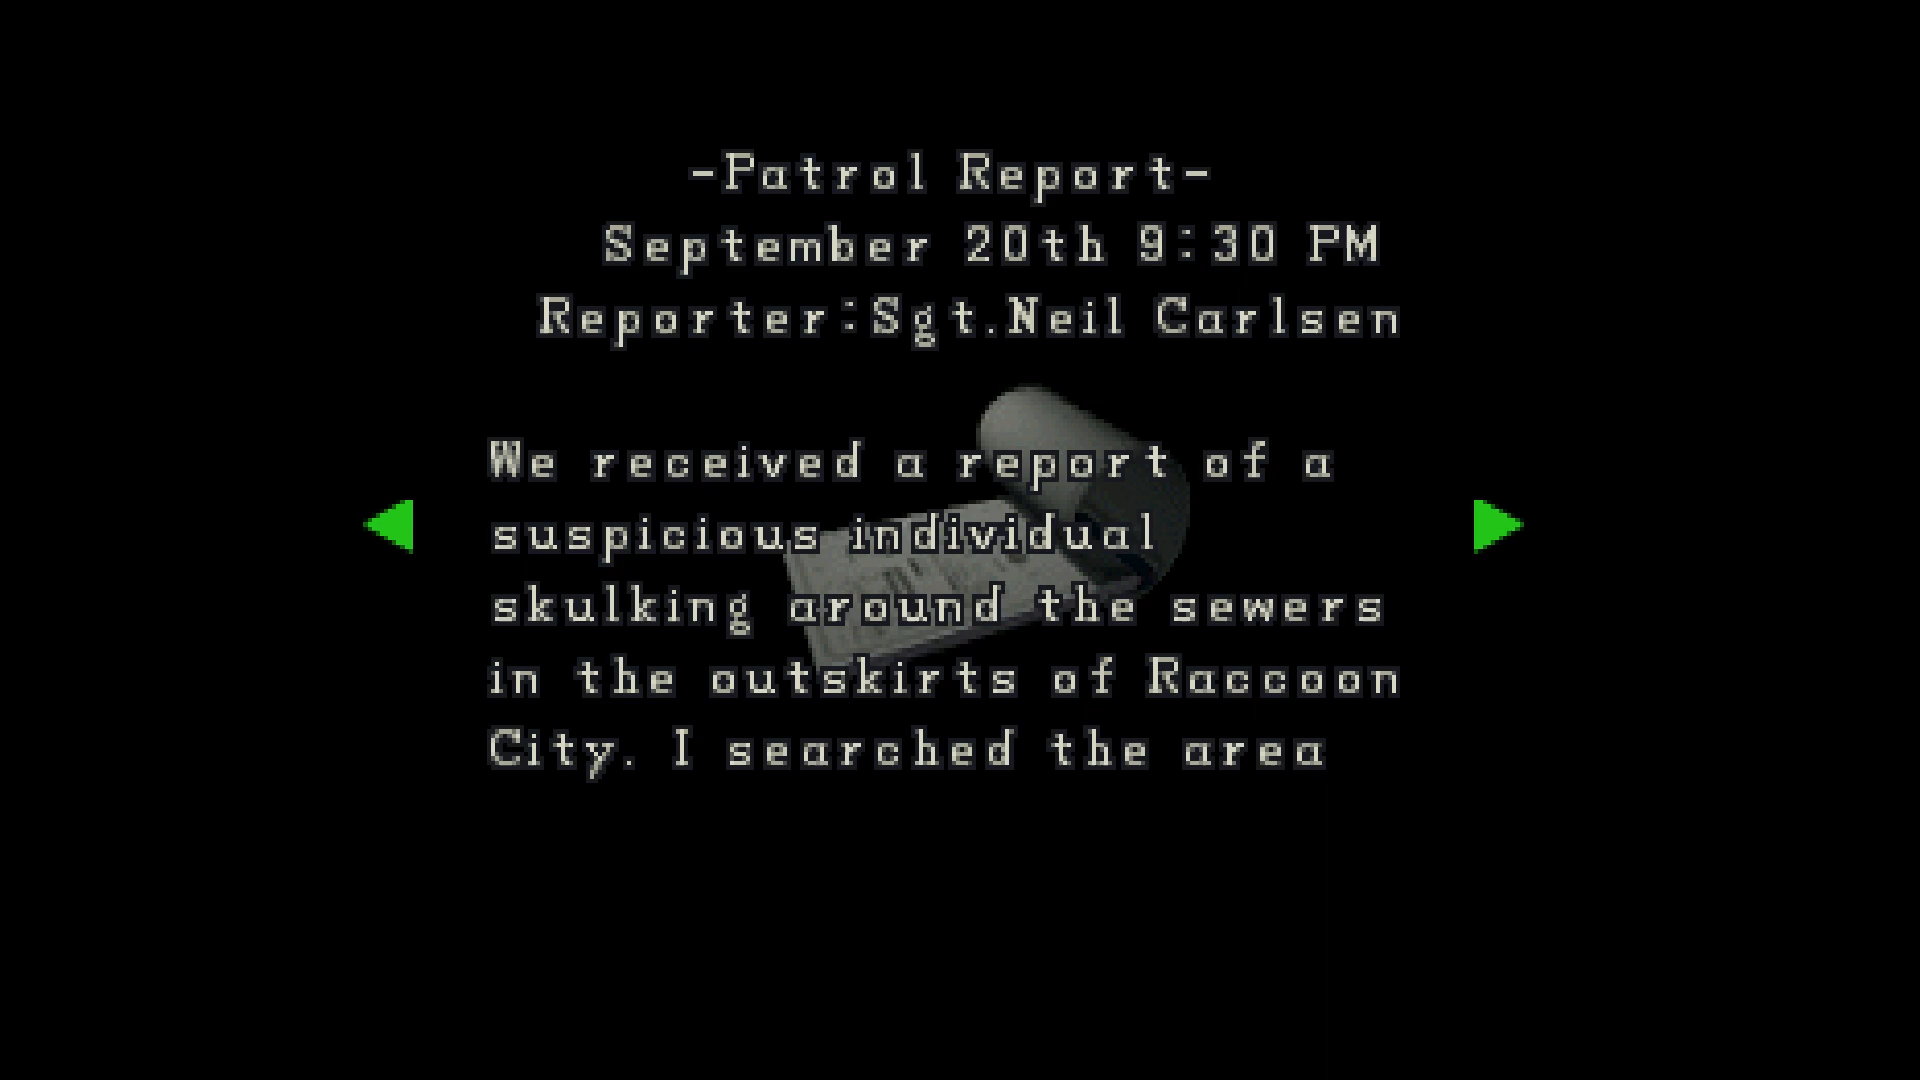 -Patrol Report-
September 20th 9:30 PM
Reporter:Sgt.Neil Carlsen
We received a report of a
suspicious individual
skulking around the sewers
in the outskirts of Raccoon
City. I searched the area